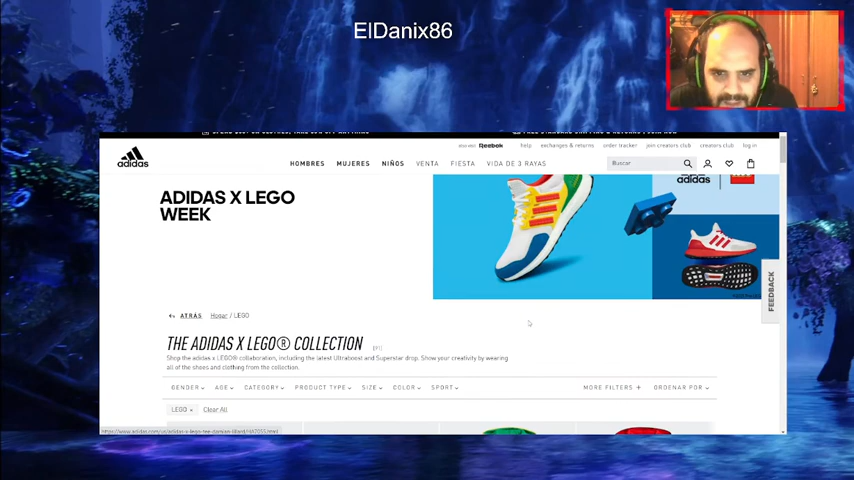 ElDanix86
Reebok
help
exchanges & returns
order tracker
join creators club
creators club
log in
adidas
HOMBRES
MUJERES
NIÑOS
VENTA
FIESTA
VIDA DE 3 RAYAS
Buscar
ADIDAS X LEGO
WEEK
adidas
FEEDBACK
ATRÁS
Hogar / LEGO
THE ADIDAS X LEGO® COLLECTION
Shop the adidas x LEGO® collaboration, including the latest Ultraboost and Superstar drop. Show your creativity by wearing
all of the shoes and clothing from the collection.
GENDER
AGE
CATEGORY
PRODUCT TYPE
SIZE
COLOR
SPORT
MORE FILTERS +
ORDENAR POR
LEGO
Clear All